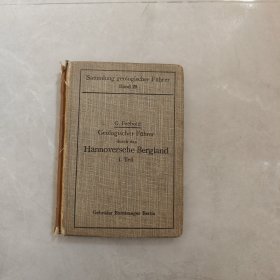 Sammlung geologischer Führer
Band 28
G. Frebold
Geologischer Führer
durch das
Hannoversche Bergland
I. Teil
Gebrüder Borntraeger Berlin